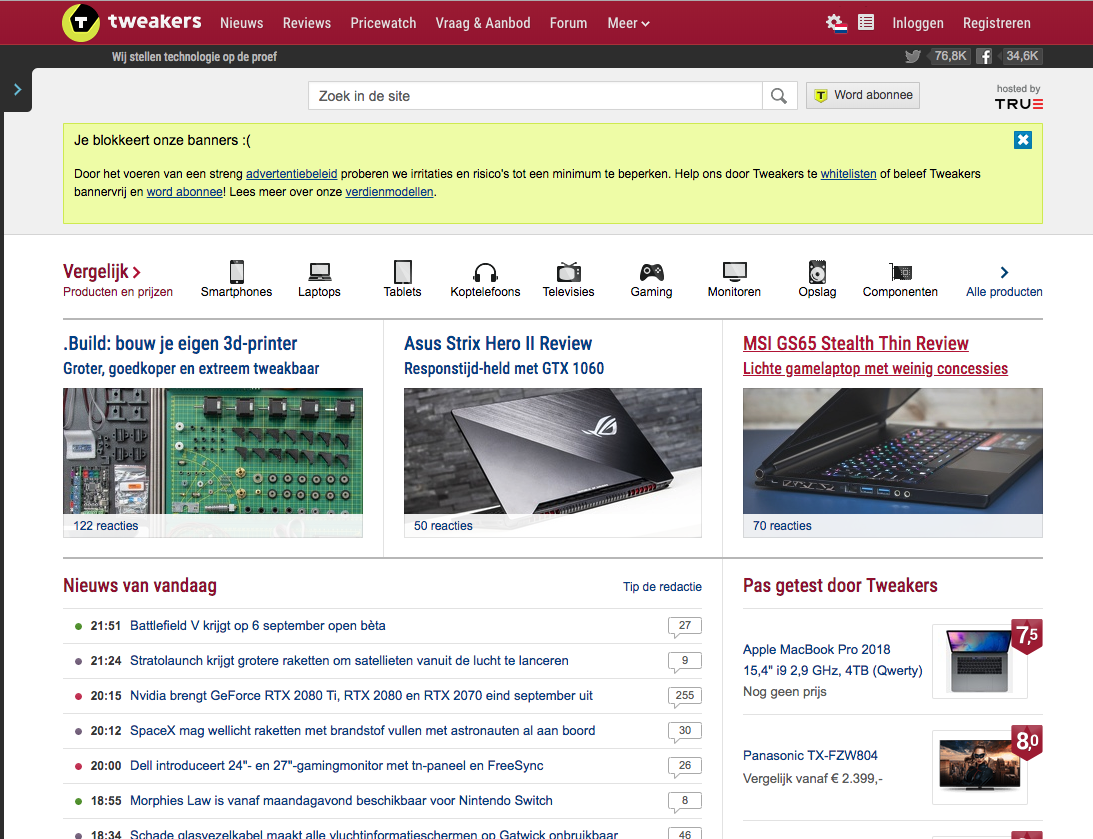 tweakers Nieuws Reviews Pricewatch Vraag & Aanbod Forum Meer Inloggen Registreren
Wij stellen technologie op de proef 76,8K 34,6K
Zoek in de site Word abonnee
hosted by
TRUE
Je blokkeert onze banners :(
Door het voeren van een streng advertentiebeleid proberen we irritaties en risico's tot een minimum te beperken. Help ons door Tweakers te whitelisten of beleef Tweakers
bannervrij en word abonnee! Lees meer over onze verdienmodellen.
Vergelijk
Producten en prijzen Smartphones Laptops Tablets Koptelefoons Televisies Gaming Monitoren Opslag Componenten Alle producten
.Build: bouw je eigen 3d-printer
Groter, goedkoper en extreem tweakbaar
122 reacties
Asus Strix Hero II Review
Responstijd-held met GTX 1060
50 reacties
MSI GS65 Stealth Thin Review
Lichte gamelaptop met weinig concessies
70 reacties
Nieuws van vandaag Tip de redactie
21:51 Battlefield V krijgt op 6 september open bèta 27
21:24 Stratolaunch krijgt grotere raketten om satellieten vanuit de lucht te lanceren 9
20:15 Nvidia brengt GeForce RTX 2080 Ti, RTX 2080 en RTX 2070 eind september uit 255
20:12 SpaceX mag wellicht raketten met brandstof vullen met astronauten al aan boord 30
20:00 Dell introduceert 24"- en 27"-gamingmonitor met tn-paneel en FreeSync 26
18:55 Morphies Law is vanaf maandagavond beschikbaar voor Nintendo Switch 8
18:34 Schade glasvezelkabel maakt alle vluchtinformatieschermen op Gatwick onbruikbaar 46
Pas getest door Tweakers
Apple MacBook Pro 2018
15,4" i9 2,9 GHz, 4TB (Qwerty)
Nog geen prijs
7,5
Panasonic TX-FZW804
Vergelijk vanaf € 2.399,-
8,0